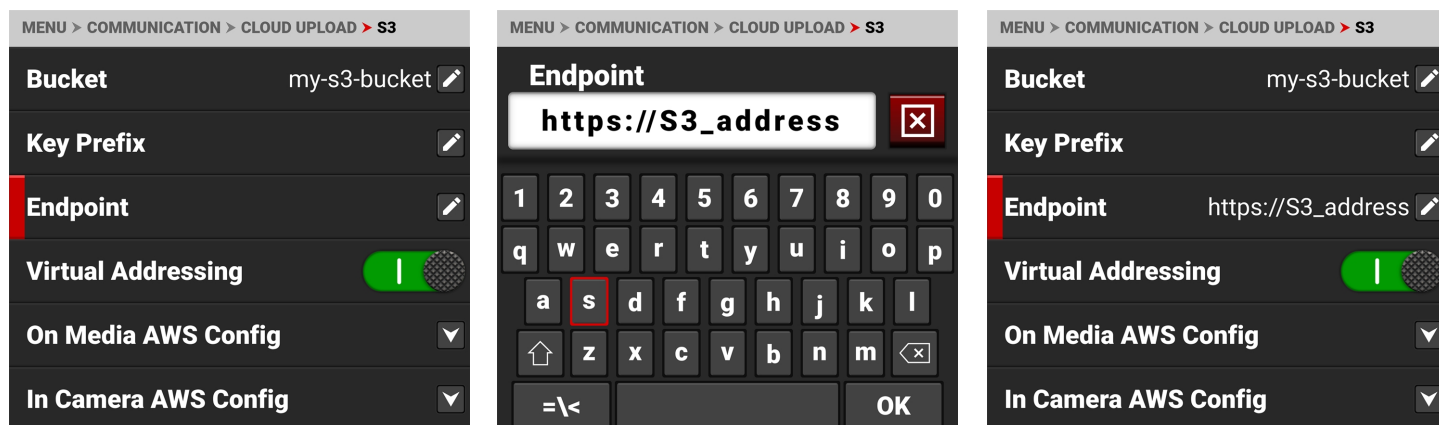 MENU > COMMUNICATION > CLOUD UPLOAD > S3
Bucket my-s3-bucket
Key Prefix
Endpoint
Virtual Addressing
On Media AWS Config
In Camera AWS Config
MENU > COMMUNICATION > CLOUD UPLOAD > S3
Endpoint
https://S3_address
1 2 3 4 5 6 7 8 9 0
q w e r t y u i o p
a s d f g h j k l
z x c v b n m
=\< OK
MENU > COMMUNICATION > CLOUD UPLOAD > S3
Bucket my-s3-bucket
Key Prefix
Endpoint https://S3_address
Virtual Addressing
On Media AWS Config
In Camera AWS Config